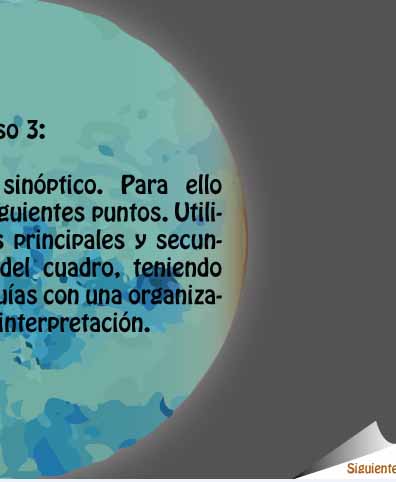 so 3:
sinóptico. Para ello
guientes puntos. Utili-
s principales y secun-
del cuadro, teniendo
uías con una organiza-
interpretación.
Siguiente